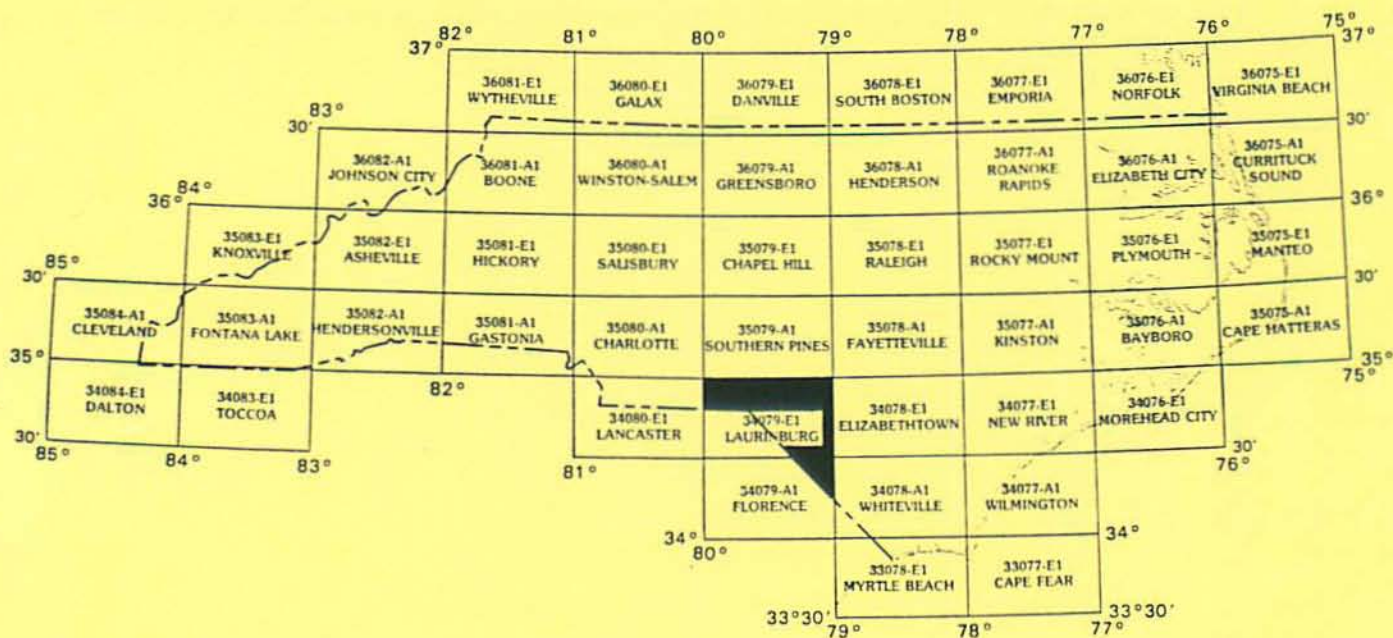 82° 81° 80° 79° 78° 77° 76° 75°
37° 37°
36081-E1 WYTHEVILLE
36080-E1 GALAX
36079-E1 DANVILLE
36078-E1 SOUTH BOSTON
36077-E1 EMPORIA
36076-E1 NORFOLK
36075-E1 VIRGINIA BEACH
83°
30' 30'
36082-A1 JOHNSON CITY
36081-A1 BOONE
36080-A1 WINSTON-SALEM
36079-A1 GREENSBORO
36078-A1 HENDERSON
36077-A1 ROANOKE RAPIDS
36076-A1 ELIZABETH CITY
36075-A1 CURRITUCK SOUND
84°
36° 36°
35083-E1 KNOXVILLE
35082-E1 ASHEVILLE
35081-E1 HICKORY
35080-E1 SALISBURY
35079-E1 CHAPEL HILL
35078-E1 RALEIGH
35077-E1 ROCKY MOUNT
35076-E1 PLYMOUTH
35075-E1 MANTEO
85°
30' 30'
35084-A1 CLEVELAND
35083-A1 FONTANA LAKE
35082-A1 HENDERSONVILLE
35081-A1 GASTONIA
35080-A1 CHARLOTTE
35079-A1 SOUTHERN PINES
35078-A1 FAYETTEVILLE
35077-A1 KINSTON
35076-A1 BAYBORO
35075-A1 CAPE HATTERAS
35° 35°
82° 75°
34084-E1 DALTON
34083-E1 TOCCOA
34080-E1 LANCASTER
34079-E1 LAURINBURG
34078-E1 ELIZABETHTOWN
34077-E1 NEW RIVER
34076-E1 MOREHEAD CITY
30' 30'
85° 84° 83° 81° 76°
34079-A1 FLORENCE
34078-A1 WHITEVILLE
34077-A1 WILMINGTON
34° 34°
80°
33078-E1 MYRTLE BEACH
33077-E1 CAPE FEAR
33°30' 33°30'
79° 78° 77°